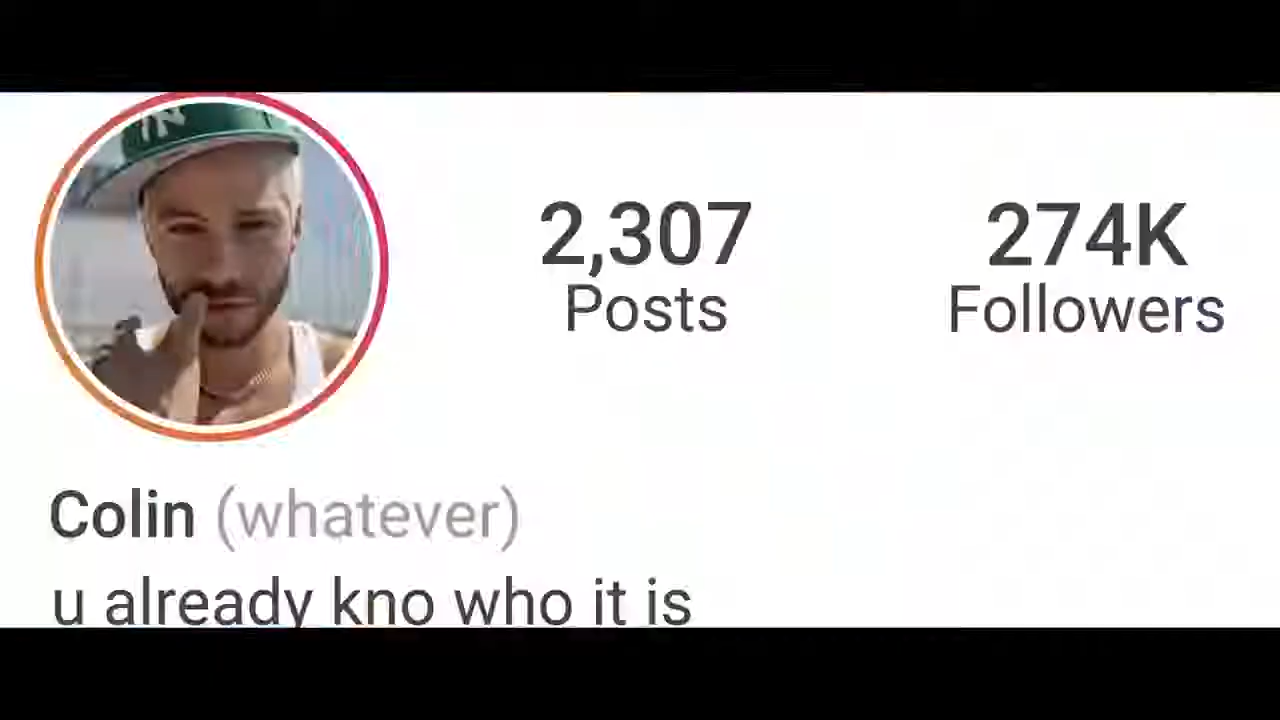 2,307
Posts
274K
Followers
Colin (whatever)
u already kno who it is